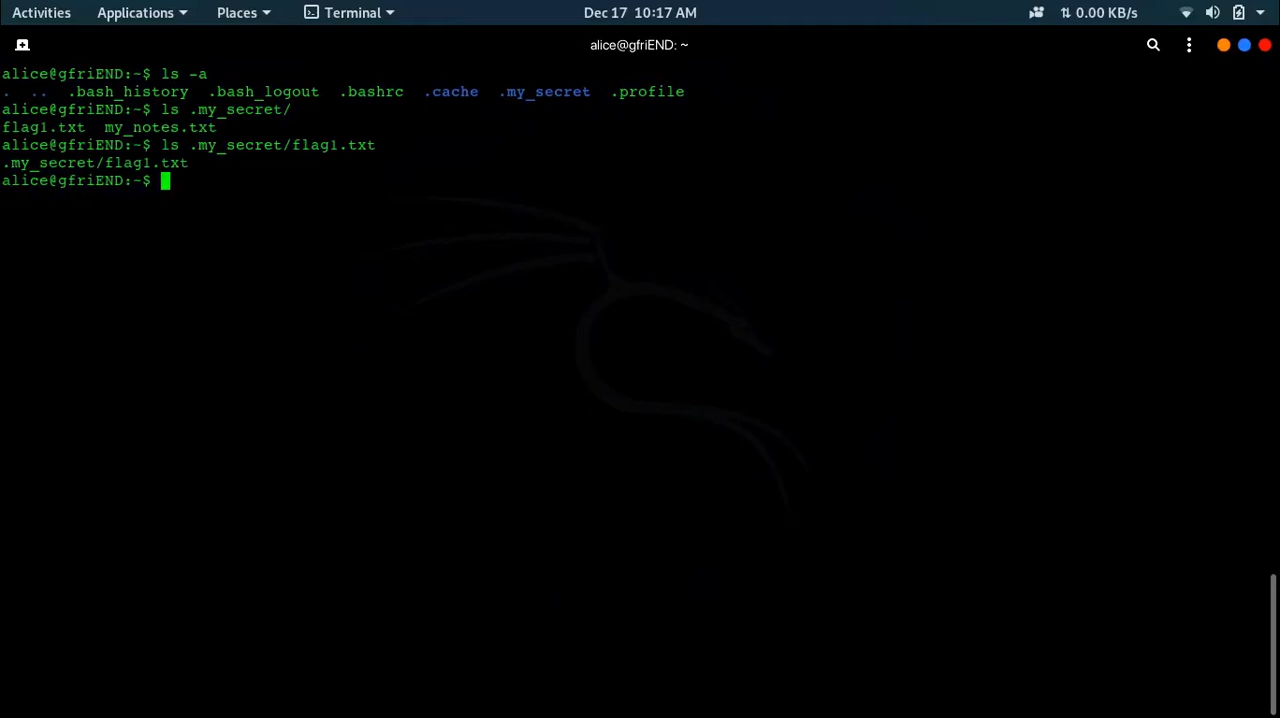 Activities Applications Places Terminal Dec 17 10:17 AM 0.00 KB/s
alice@gfriEND: ~
alice@gfriEND:~$ ls -a
. .. .bash_history .bash_logout .bashrc .cache .my_secret .profile
alice@gfriEND:~$ ls .my_secret/
flag1.txt my_notes.txt
alice@gfriEND:~$ ls .my_secret/flag1.txt
.my_secret/flag1.txt
alice@gfriEND:~$